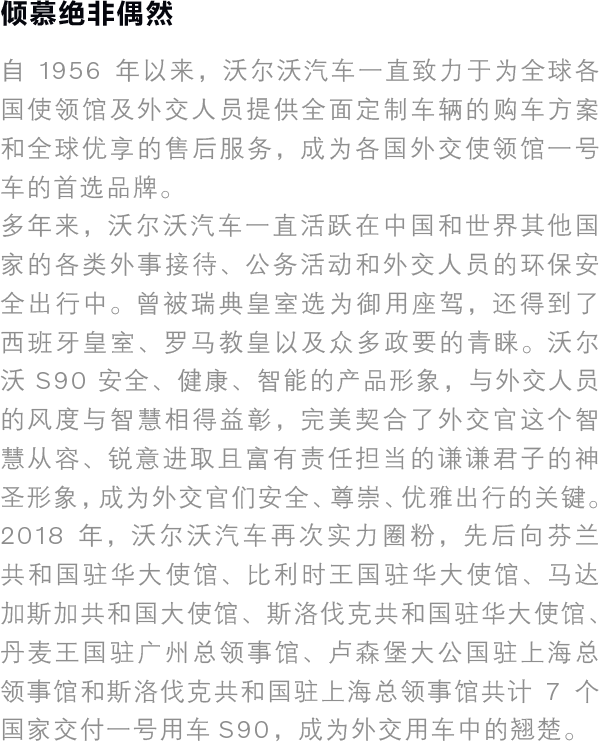 倾慕绝非偶然
自 1956 年以来，沃尔沃汽车一直致力于为全球各
国使领馆及外交人员提供全面定制车辆的购车方案
和全球优享的售后服务，成为各国外交使领馆一号
车的首选品牌。
多年来，沃尔沃汽车一直活跃在中国和世界其他国
家的各类外事接待、公务活动和外交人员的环保安
全出行中。曾被瑞典皇室选为御用座驾，还得到了
西班牙皇室、罗马教皇以及众多政要的青睐。沃尔
沃 S90 安全、健康、智能的产品形象，与外交人员
的风度与智慧相得益彰，完美契合了外交官这个智
慧从容、锐意进取且富有责任担当的谦谦君子的神
圣形象，成为外交官们安全、尊崇、优雅出行的关键。
2018 年，沃尔沃汽车再次实力圈粉，先后向芬兰
共和国驻华大使馆、比利时王国驻华大使馆、马达
加斯加共和国大使馆、斯洛伐克共和国驻华大使馆、
丹麦王国驻广州总领事馆、卢森堡大公国驻上海总
领事馆和斯洛伐克共和国驻上海总领事馆共计 7 个
国家交付一号用车 S90，成为外交用车中的翘楚。